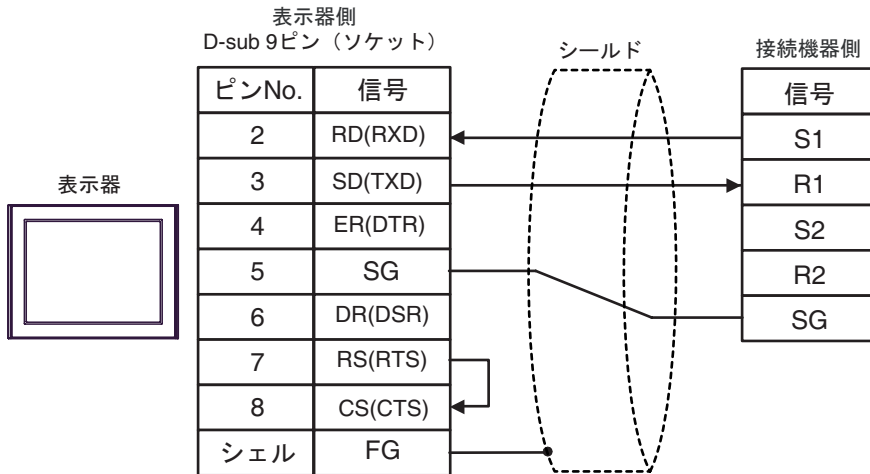 表示器側
D-sub 9ピン（ソケット）
シールド
接続機器側
ピンNo. 信号
信号
2 RD(RXD)
S1
3 SD(TXD)
R1
表示器
4 ER(DTR)
S2
5 SG
R2
6 DR(DSR)
SG
7 RS(RTS)
8 CS(CTS)
シェル FG